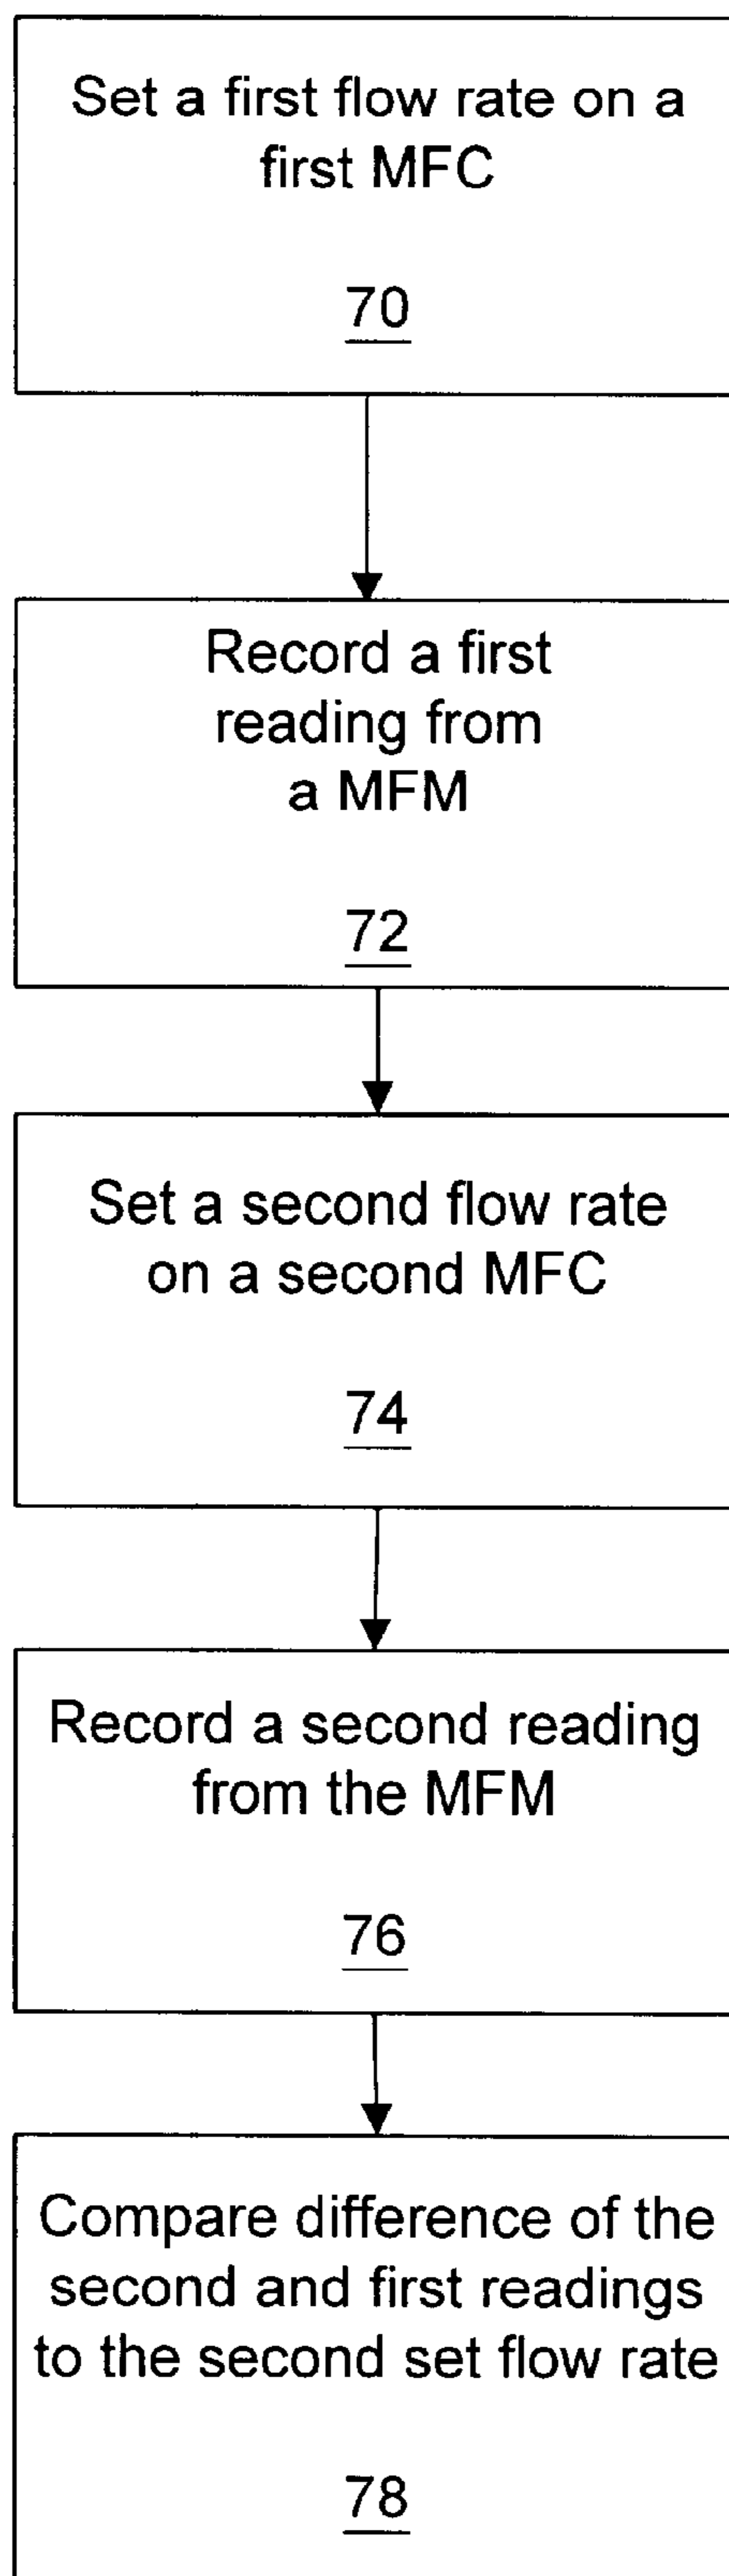 Set a first flow rate on a
first MFC
70
Record a first
reading from
a MFM
72
Set a second flow rate
on a second MFC
74
Record a second reading
from the MFM
76
Compare difference of the
second and first readings
to the second set flow rate
78